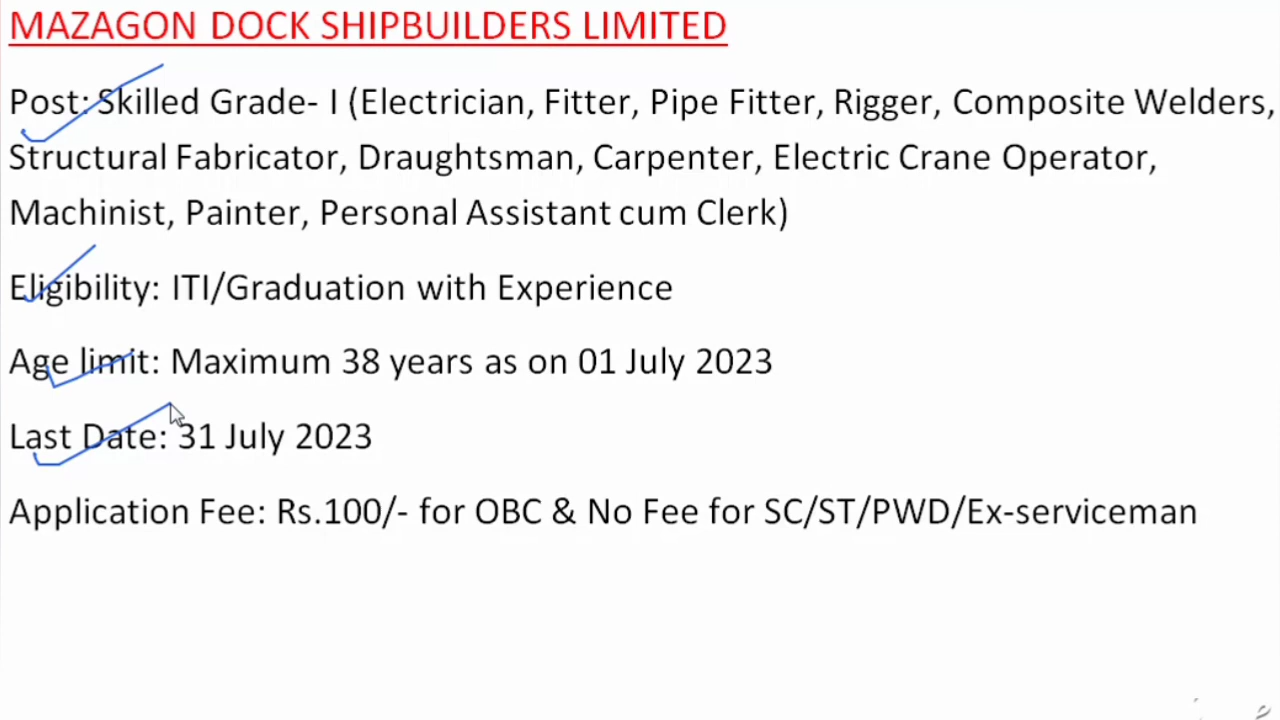 MAZAGON DOCK SHIPBUILDERS LIMITED
Post: Skilled Grade- I (Electrician, Fitter, Pipe Fitter, Rigger, Composite Welders,
Structural Fabricator, Draughtsman, Carpenter, Electric Crane Operator,
Machinist, Painter, Personal Assistant cum Clerk)
Eligibility: ITI/Graduation with Experience
Age limit: Maximum 38 years as on 01 July 2023
Last Date: 31 July 2023
Application Fee: Rs.100/- for OBC & No Fee for SC/ST/PWD/Ex-serviceman